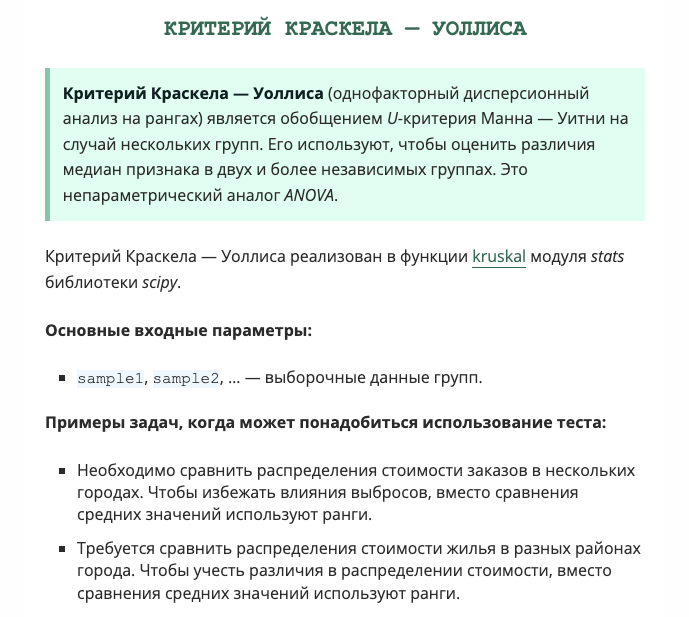 КРИТЕРИЙ КРАСКЕЛА — УОЛЛИСА
Критерий Краскела — Уоллиса (однофакторный дисперсионный
анализ на рангах) является обобщением U-критерия Манна — Уитни на
случай нескольких групп. Его используют, чтобы оценить различия
медиан признака в двух и более независимых группах. Это
непараметрический аналог ANOVA.
Критерий Краскела — Уоллиса реализован в функции kruskal модуля stats
библиотеки scipy.
Основные входные параметры:
▪ sample1, sample2, ... — выборочные данные групп.
Примеры задач, когда может понадобиться использование теста:
▪ Необходимо сравнить распределения стоимости заказов в нескольких
городах. Чтобы избежать влияния выбросов, вместо сравнения
средних значений используют ранги.
▪ Требуется сравнить распределения стоимости жилья в разных районах
города. Чтобы учесть различия в распределении стоимости, вместо
сравнения средних значений используют ранги.